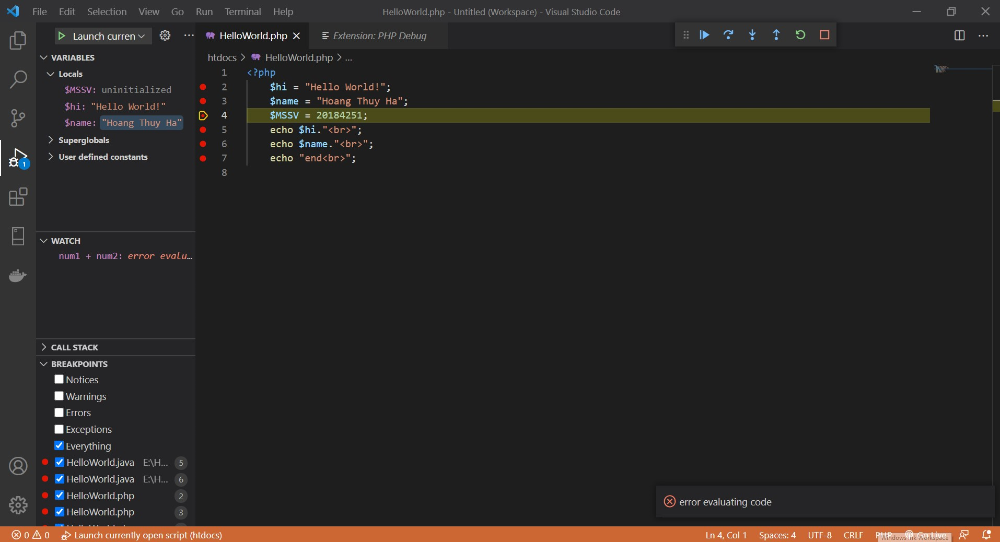 File Edit Selection View Go Run Terminal Help
HelloWorld.php - Untitled (Workspace) - Visual Studio Code
Launch curren
HelloWorld.php
Extension: PHP Debug
VARIABLES
Locals
$MSSV: uninitialized
$hi: "Hello World!"
$name: "Hoang Thuy Ha"
Superglobals
User defined constants
1
WATCH
num1 + num2: error evalu…
CALL STACK
BREAKPOINTS
Notices
Warnings
Errors
Exceptions
Everything
HelloWorld.java E:\H... 5
HelloWorld.java E:\H... 6
HelloWorld.php 2
HelloWorld.php 3
htdocs > HelloWorld.php > ...
1 <?php
2 $hi = "Hello World!";
3 $name = "Hoang Thuy Ha";
4 $MSSV = 20184251;
5 echo $hi."<br>";
6 echo $name."<br>";
7 echo "end<br>";
8
error evaluating code
0 0 Launch currently open script (htdocs)
Ln 4, Col 1 Spaces: 4 UTF-8 CRLF PHP Go Live
Windows Ink Workspace